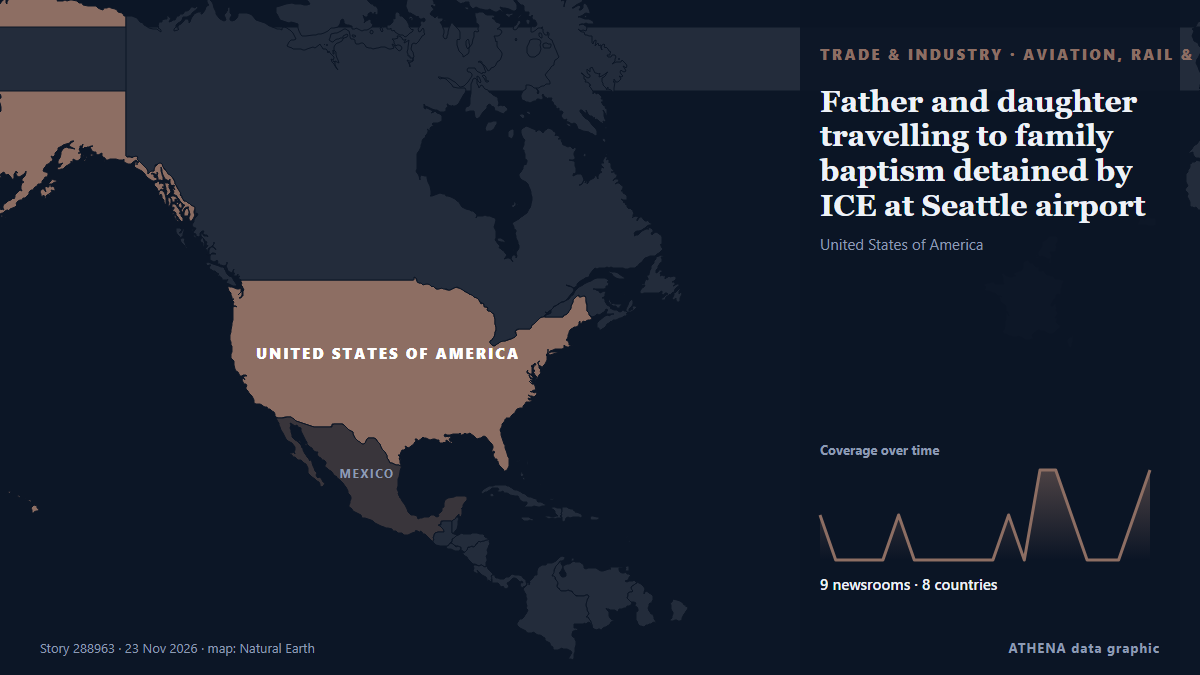 TRADE & INDUSTRY · AVIATION, RAIL &
Father and daughter
travelling to family
baptism detained by
ICE at Seattle airport
United States of America
UNITED STATES OF AMERICA
MEXICO
Coverage over time
9 newsrooms · 8 countries
Story 288963 · 23 Nov 2026 · map: Natural Earth
ATHENA data graphic